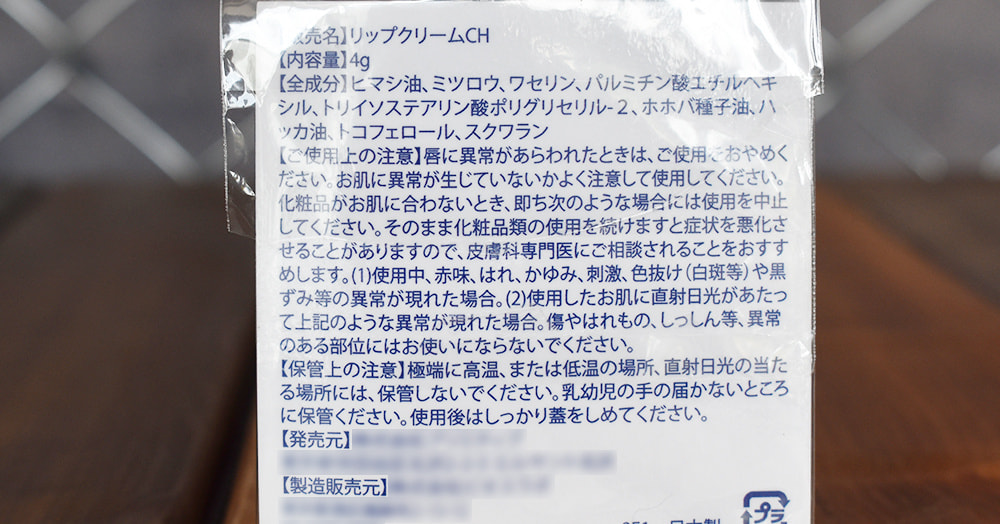 販売名】リップクリームCH
【内容量】4g
【全成分】ヒマシ油、ミツロウ、ワセリン、パルミチン酸エチルヘキ
シル、トリイソステアリン酸ポリグリセリル-2、ホホバ種子油、ハ
ッカ油、トコフェロール、スクワラン
【ご使用上の注意】唇に異常があらわれたときは、ご使用をおやめく
ださい。お肌に異常が生じていないかよく注意して使用してください。
化粧品がお肌に合わないとき、即ち次のような場合には使用を中止
してください。そのまま化粧品類の使用を続けますと症状を悪化さ
せることがありますので、皮膚科専門医にご相談されることをおすす
めします。(1)使用中、赤味、はれ、かゆみ、刺激、色抜け(白斑等)や黒
ずみ等の異常が現れた場合。(2)使用したお肌に直射日光があたっ
て上記のような異常が現れた場合。傷やはれもの、しっしん等、異常
のある部位にはお使いにならないでください。
【保管上の注意】極端に高温、または低温の場所、直射日光の当た
る場所には、保管しないでください。乳幼児の手の届かないところ
に保管ください。使用後はしっかり蓋をしめてください。
【発売元】
【製造販売元】
日本製
プラ